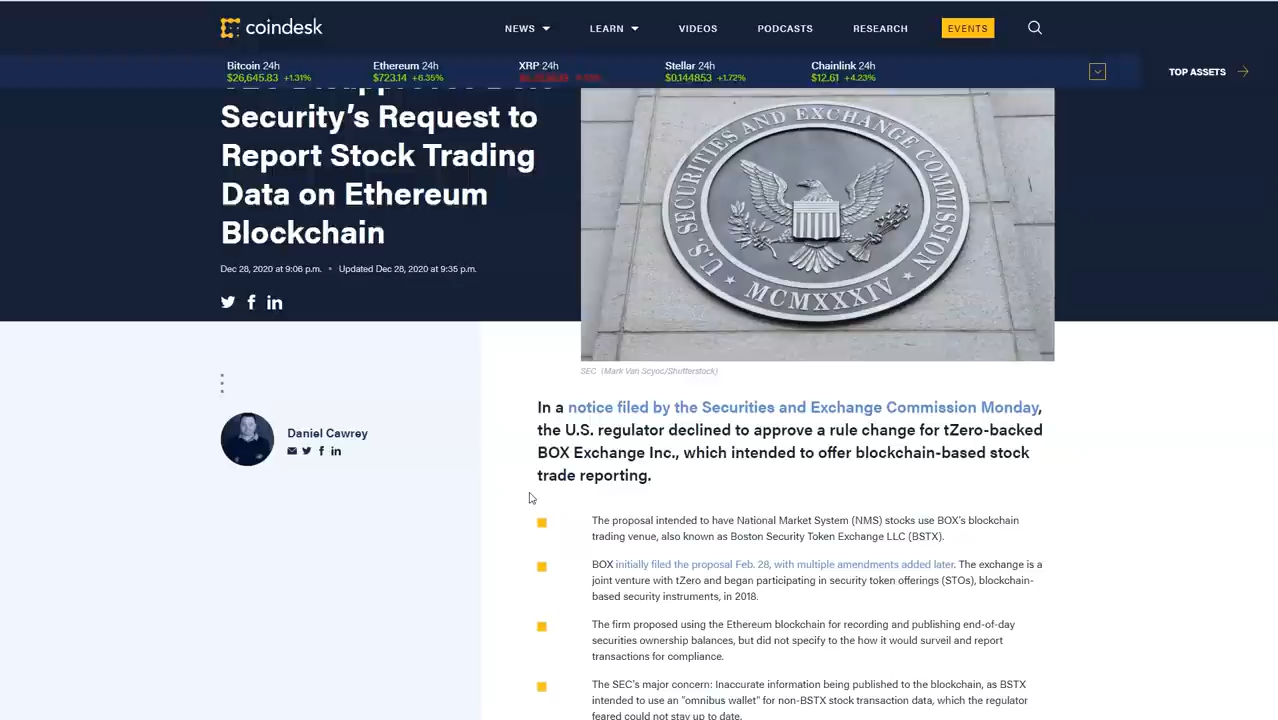 coindesk
NEWS
LEARN
VIDEOS
PODCASTS
RESEARCH
EVENTS
Bitcoin 24h
$26,645.83 +1.31%
Ethereum 24h
$723.14 +6.35%
XRP 24h
Stellar 24h
$0.144853 +1.72%
Chainlink 24h
$12.61 +4.23%
TOP ASSETS
Security's Request to
Report Stock Trading
Data on Ethereum
Blockchain
Dec 28, 2020 at 9:06 p.m. • Updated Dec 28, 2020 at 9:35 p.m.
U.S. SECURITIES AND EXCHANGE COMMISSION
MCMXXXIV
SEC (Mark Van Scyoc/Shutterstock)
Daniel Cawrey
In a notice filed by the Securities and Exchange Commission Monday,
the U.S. regulator declined to approve a rule change for tZero-backed
BOX Exchange Inc., which intended to offer blockchain-based stock
trade reporting.
The proposal intended to have National Market System (NMS) stocks use BOX's blockchain
trading venue, also known as Boston Security Token Exchange LLC (BSTX).
BOX initially filed the proposal Feb. 28, with multiple amendments added later. The exchange is a
joint venture with tZero and began participating in security token offerings (STOs), blockchain-
based security instruments, in 2018.
The firm proposed using the Ethereum blockchain for recording and publishing end-of-day
securities ownership balances, but did not specify to the how it would surveil and report
transactions for compliance.
The SEC's major concern: Inaccurate information being published to the blockchain, as BSTX
intended to use an "omnibus wallet" for non-BSTX stock transaction data, which the regulator
feared could not stay up to date.